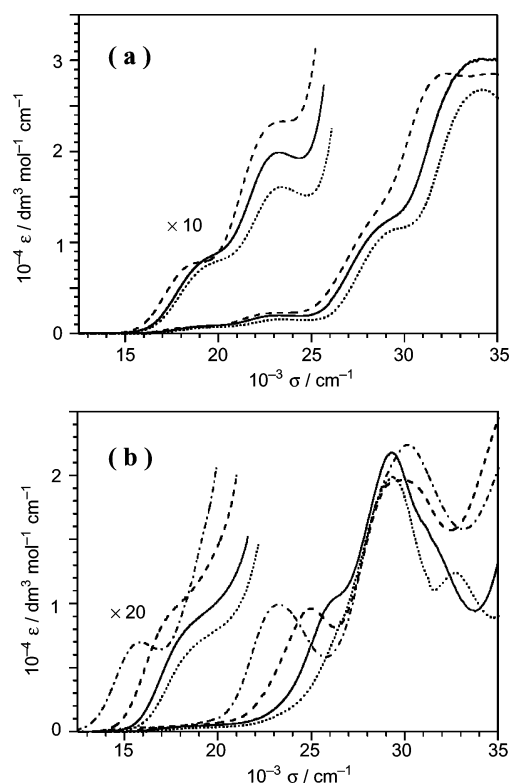 ( a )
3
2
1
0
10⁻⁴ ε / dm³ mol⁻¹ cm⁻¹
× 10
15 20 25 30 35
10⁻³ σ / cm⁻¹
( b )
2
1
0
10⁻⁴ ε / dm³ mol⁻¹ cm⁻¹
× 20
15 20 25 30 35
10⁻³ σ / cm⁻¹